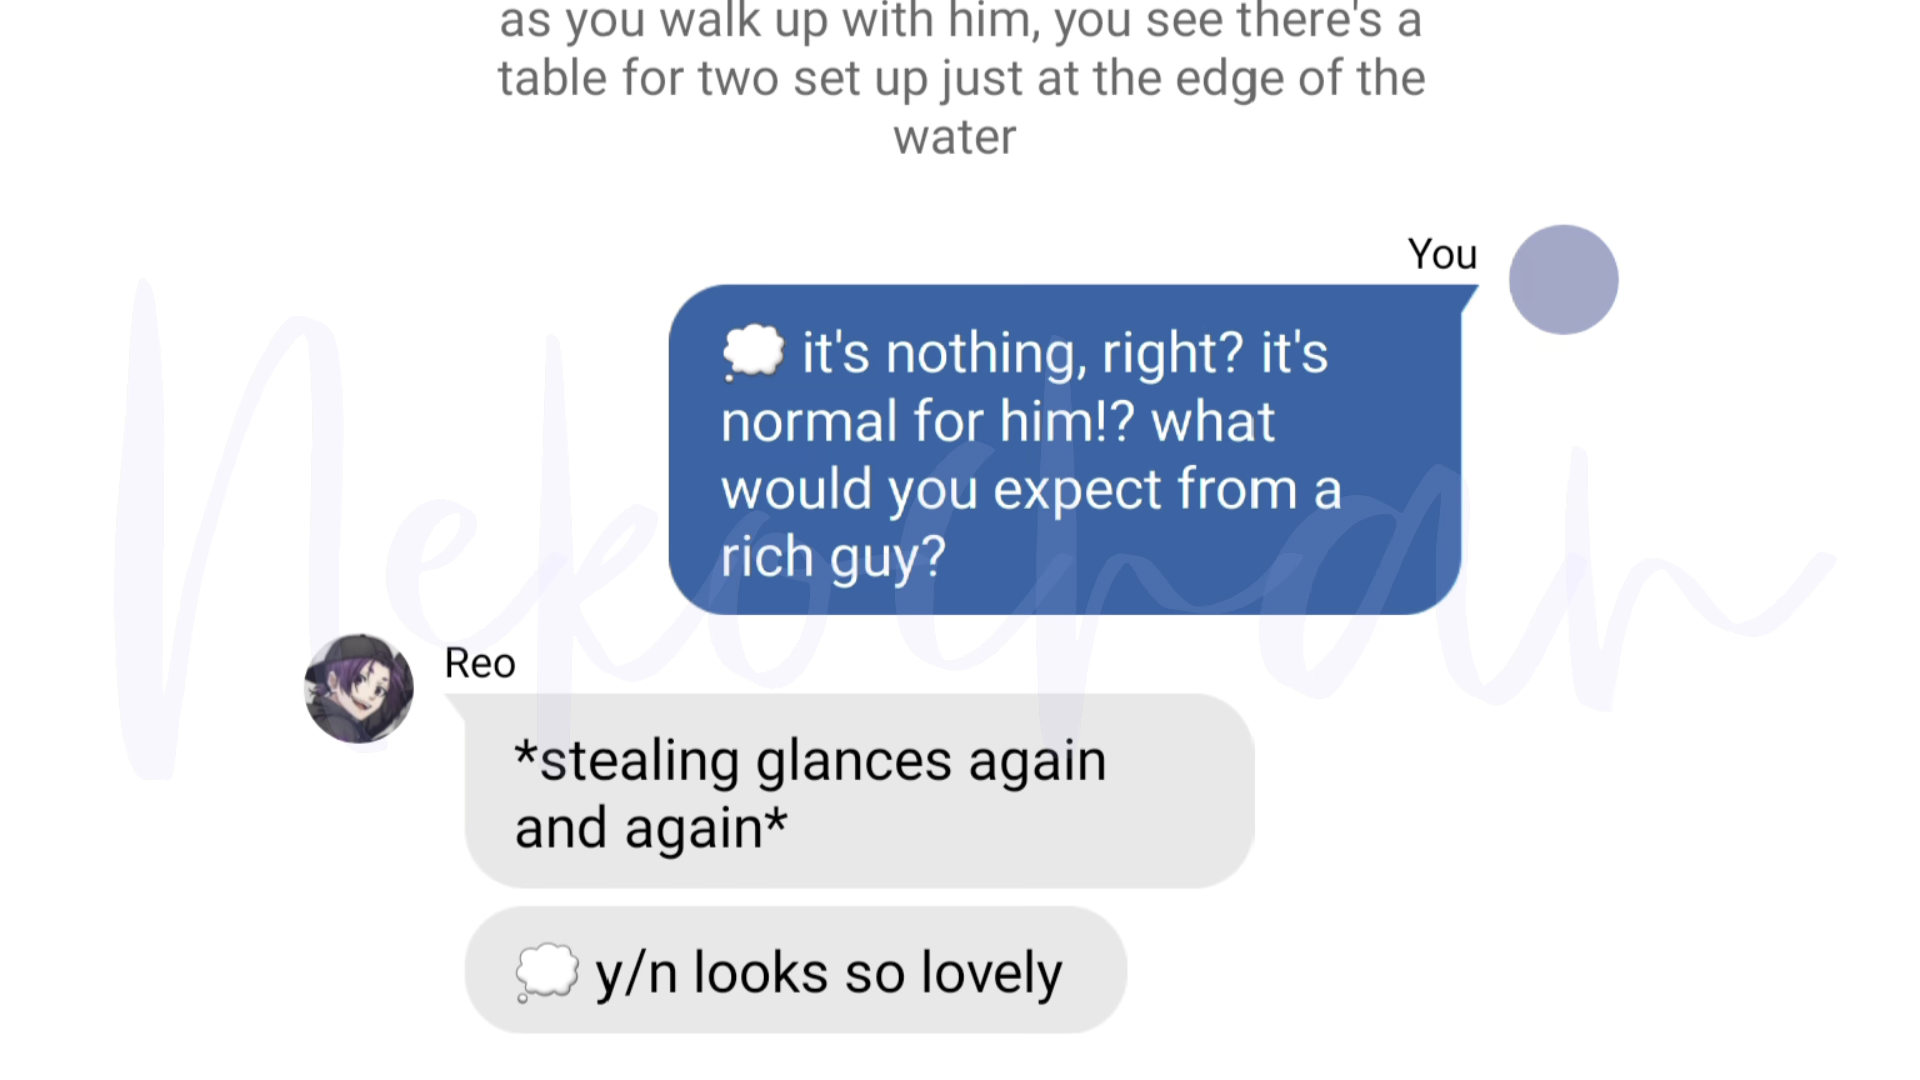 as you walk up with him, you see there's a
table for two set up just at the edge of the
water
You
💭 it's nothing, right? it's
normal for him!? what
would you expect from a
rich guy?
Reo
*stealing glances again
and again*
💭 y/n looks so lovely
Nekochan